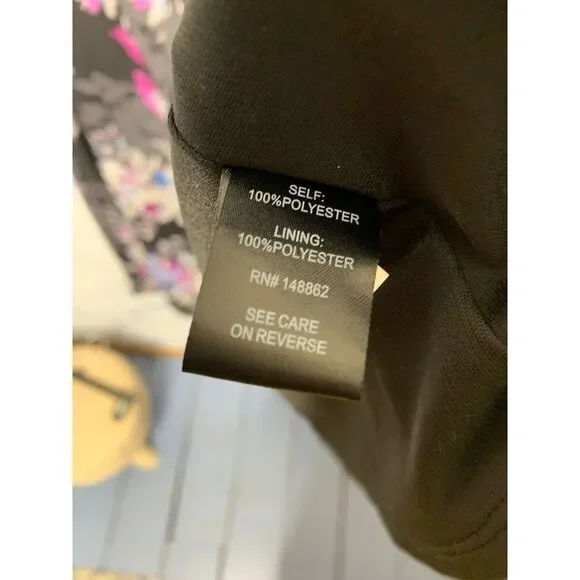 SELF:
100%POLYESTER
LINING:
100%POLYESTER
RN# 148862
SEE CARE
ON REVERSE